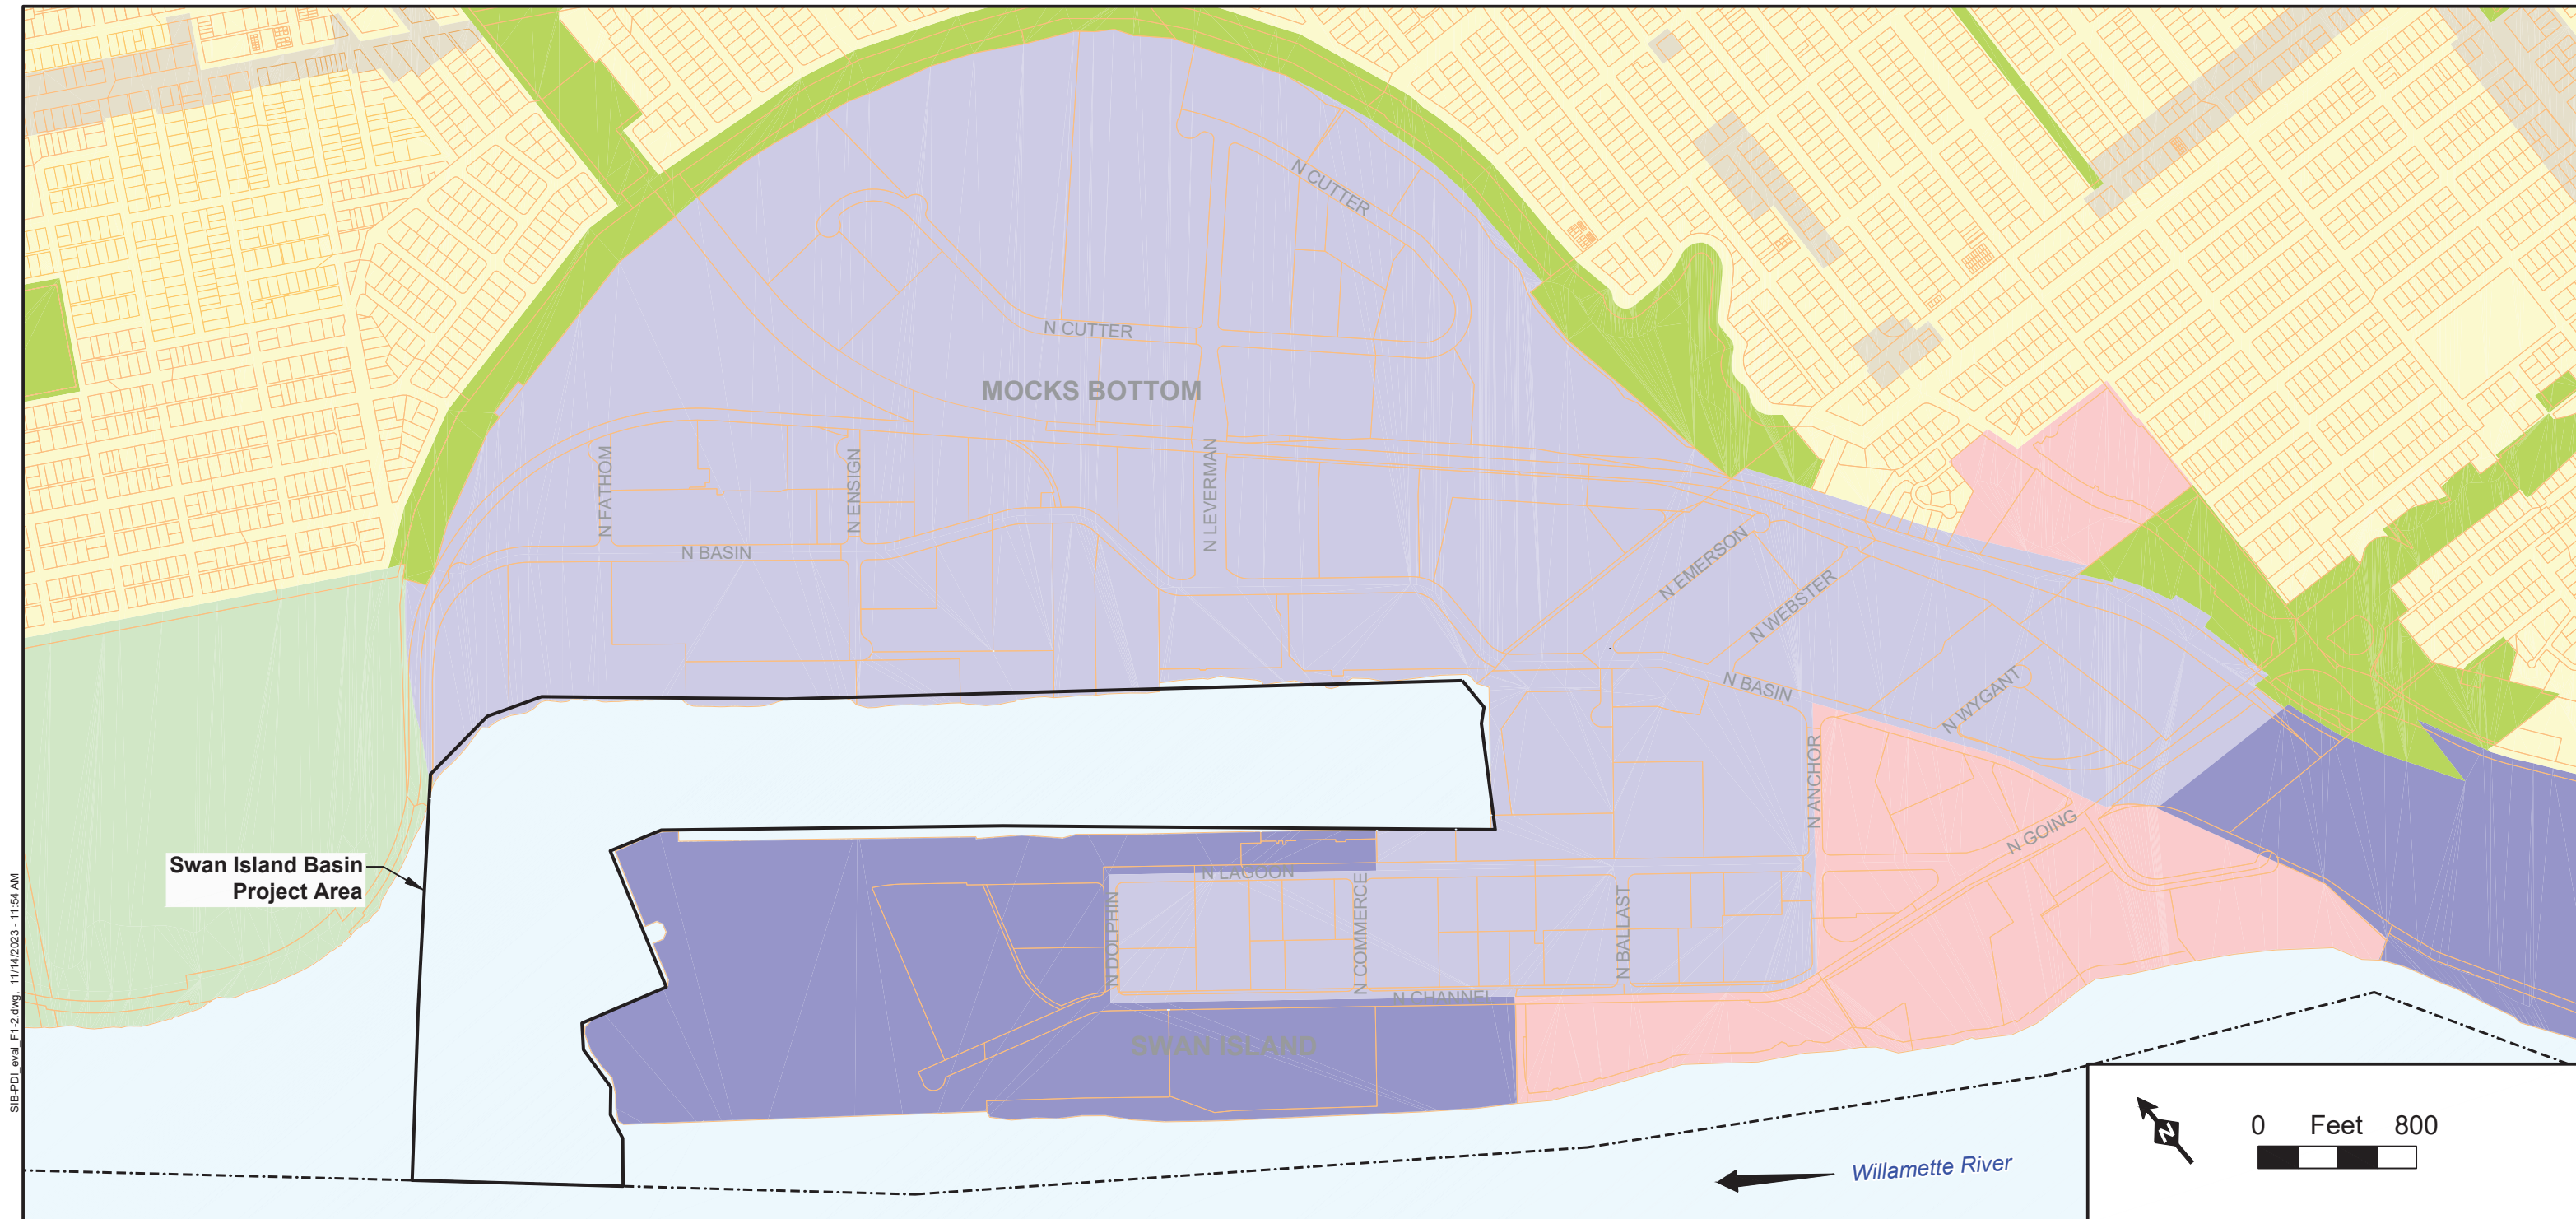 N CUTTER
N CUTTER
MOCKS BOTTOM
N FATHOM
N ENSIGN
N LEVERMAN
N BASIN
N EMERSON
N WEBSTER
N BASIN
N WYGANT
N ANCHOR
N GOING
Swan Island Basin
Project Area
N LAGOON
N DOLPHIN
N COMMERCE
N BALLAST
N CHANNEL
SWAN ISLAND
SIB-PDI_eval_F1-2.dwg, 11/14/2023 - 11:54 AM
N
0 Feet 800
Willamette River